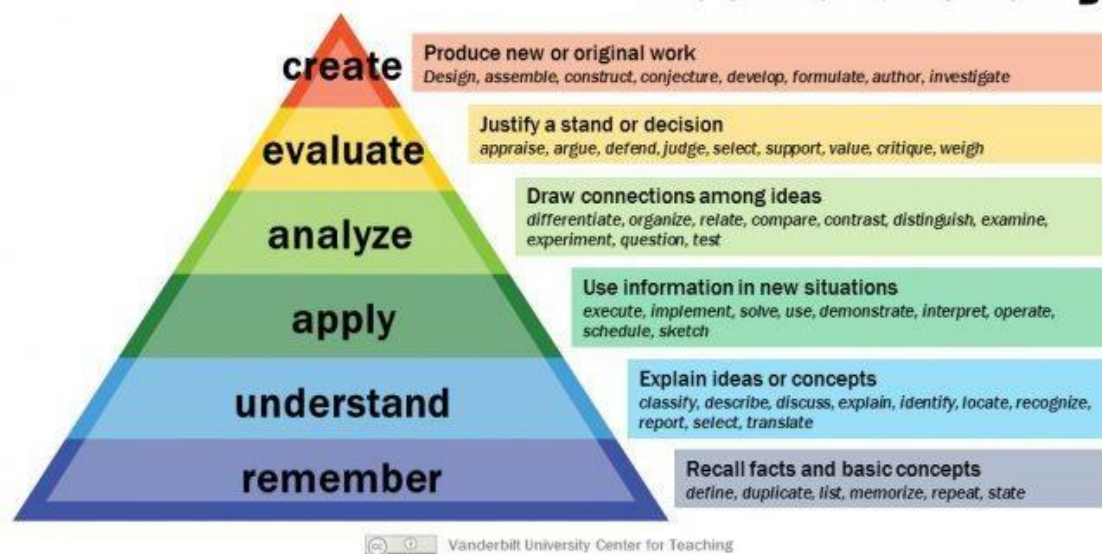 create
Produce new or original work
Design, assemble, construct, conjecture, develop, formulate, author, investigate
evaluate
Justify a stand or decision
appraise, argue, defend, judge, select, support, value, critique, weigh
analyze
Draw connections among ideas
differentiate, organize, relate, compare, contrast, distinguish, examine,
experiment, question, test
apply
Use information in new situations
execute, implement, solve, use, demonstrate, interpret, operate,
schedule, sketch
understand
Explain ideas or concepts
classify, describe, discuss, explain, identify, locate, recognize,
report, select, translate
remember
Recall facts and basic concepts
define, duplicate, list, memorize, repeat, state
cc
Vanderbilt University Center for Teaching